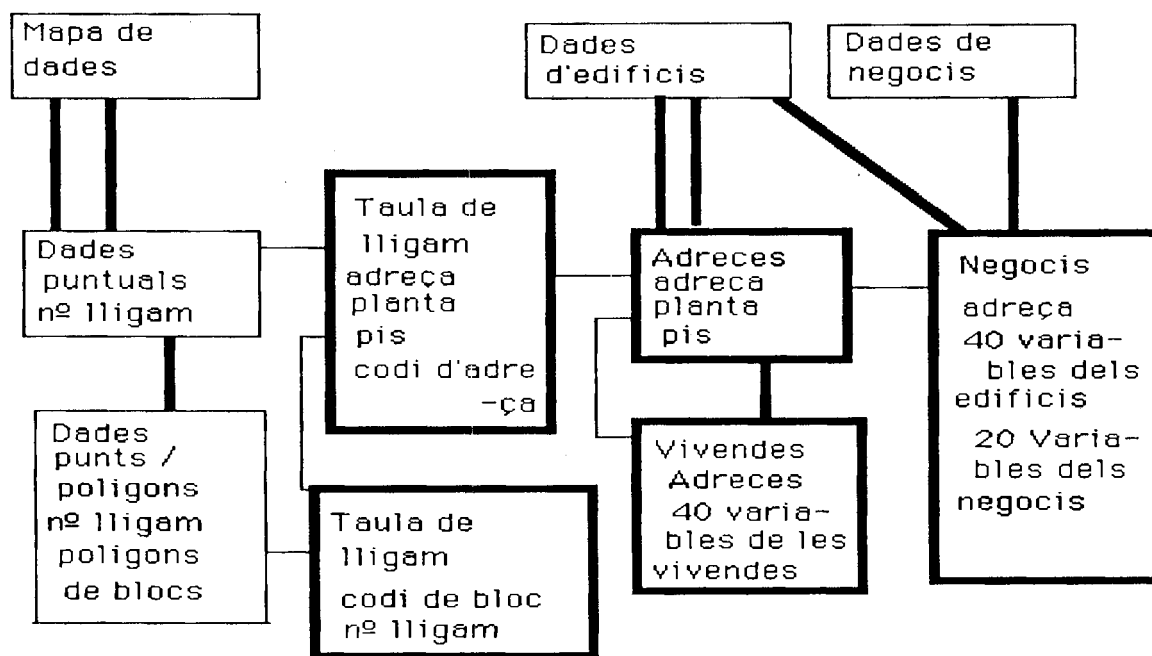 Mapa de
dades
Dades
d'edificis
Dades de
negocis
Dades
puntuals
nº lligam
Taula de
lligam
adreça
planta
pis
codi d'adre
-ça
Adreces
adreca
planta
pis
Negocis
adreça
40 varia-
bles dels
edificis
20 Varia-
bles dels
negocis
Dades
punts /
poligons
nº lligam
poligons
de blocs
Taula de
lligam
codi de bloc
nº lligam
Vivendes
Adreces
40 varia-
bles de les
vivendes